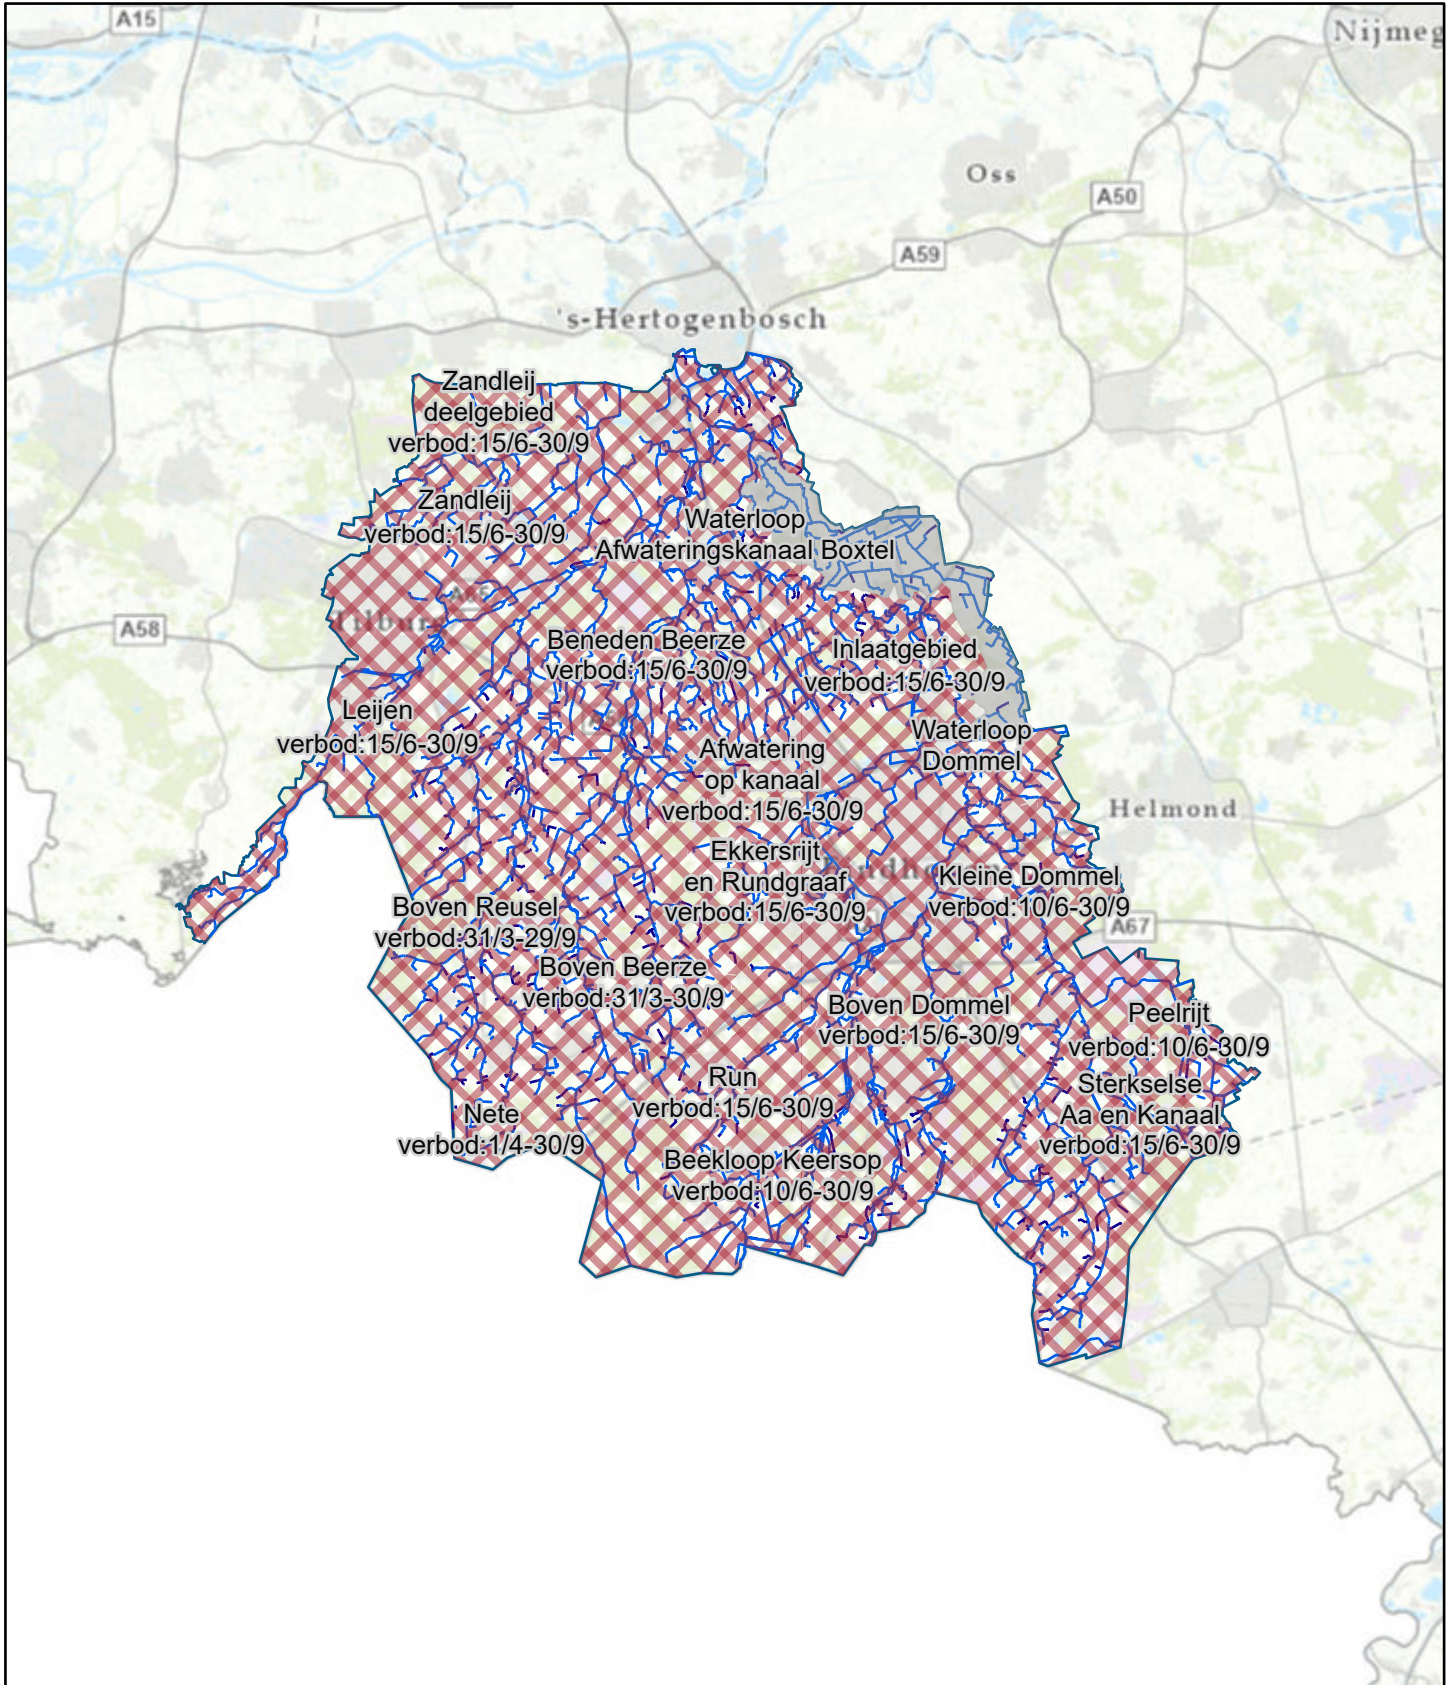 A15
Nijmeg
Oss
A50
A59
's-Hertogenbosch
Zandleij
deelgebied
verbod:15/6-30/9
Zandleij
verbod:15/6-30/9
Waterloop
Afwateringskanaal Boxtel
A65
Tilburg
A58
Beneden Beerze
verbod:15/6-30/9
Inlaatgebied
verbod:15/6-30/9
Leijen
verbod:15/6-30/9
Waterloop
Dommel
Afwatering
op kanaal
verbod:15/6-30/9
Helmond
Ekkersrijt
en Rundgraaf
verbod:15/6-30/9
Kleine Dommel
verbod:10/6-30/9
A67
Boven Reusel
verbod:31/3-29/9
Boven Beerze
verbod:31/3-30/9
Boven Dommel
verbod:15/6-30/9
Peelrijt
verbod:10/6-30/9
Run
verbod:15/6-30/9
Sterkselse
Aa en Kanaal
verbod:15/6-30/9
Nete
verbod:1/4-30/9
Beekloop Keersop
verbod:10/6-30/9